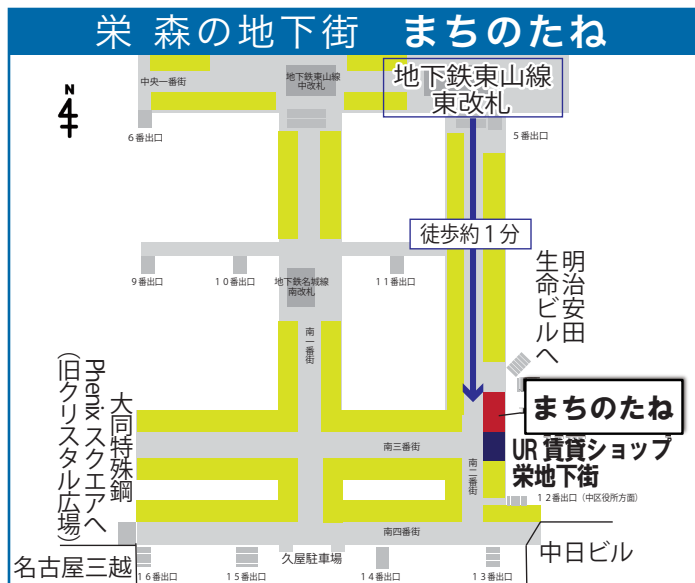 栄 森の地下街 まちのたね
中央一番街
地下鉄東山線
中改札
地下鉄東山線
東改札
N
6番出口
5番出口
徒歩約1分
9番出口
10番出口
地下鉄名城線
南改札
11番出口
明治安田
生命ビルへ
南一番街
大同特殊鋼
Phenix スクエアへ
(旧クリスタル広場)
まちのたね
UR 賃貸ショップ
栄地下街
南三番街
南二番街
12番出口(中区役所方面)
南四番街
名古屋三越
久屋駐車場
中日ビル
16番出口
15番出口
14番出口
13番出口